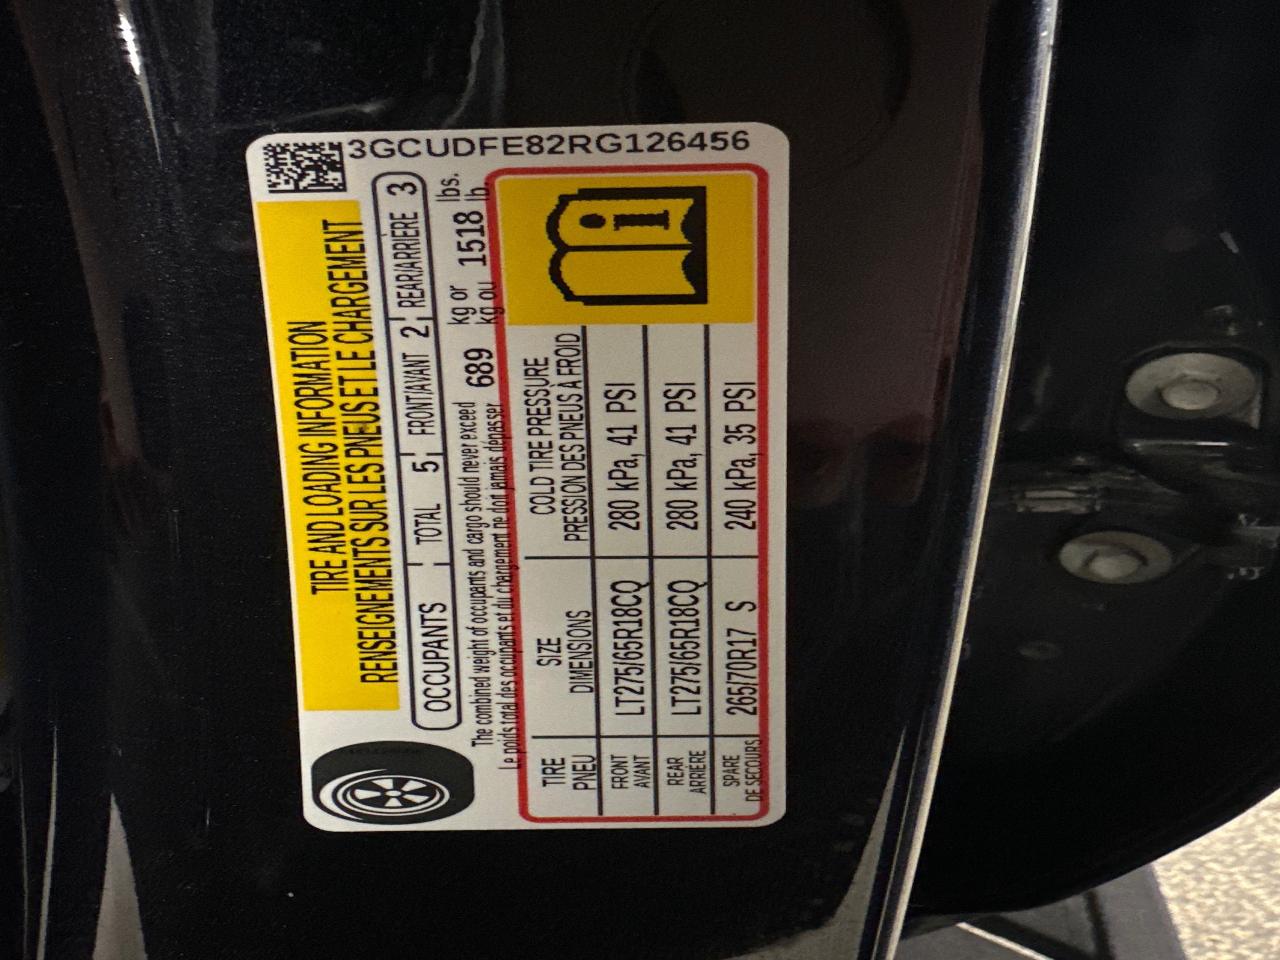 3GCUDFE82RG126456
TIRE AND LOADING INFORMATION
RENSEIGNEMENTS SUR LES PNEUS ET LE CHARGEMENT
OCCUPANTS TOTAL 5 FRONT/AVANT 2 REAR/ARRIÈRE 3
The combined weight of occupants and cargo should never exceed 689 kg or 1518 lbs.
Le poids total des occupants et du chargement ne doit jamais dépasser kg ou lb.
TIRE SIZE COLD TIRE PRESSURE
PNEU DIMENSIONS PRESSION DES PNEUS À FROID
FRONT LT275/65R18CQ 280 kPa, 41 PSI
AVANT
REAR LT275/65R18CQ 280 kPa, 41 PSI
ARRIÈRE
SPARE 265/70R17 S 240 kPa, 35 PSI
DE SECOURS